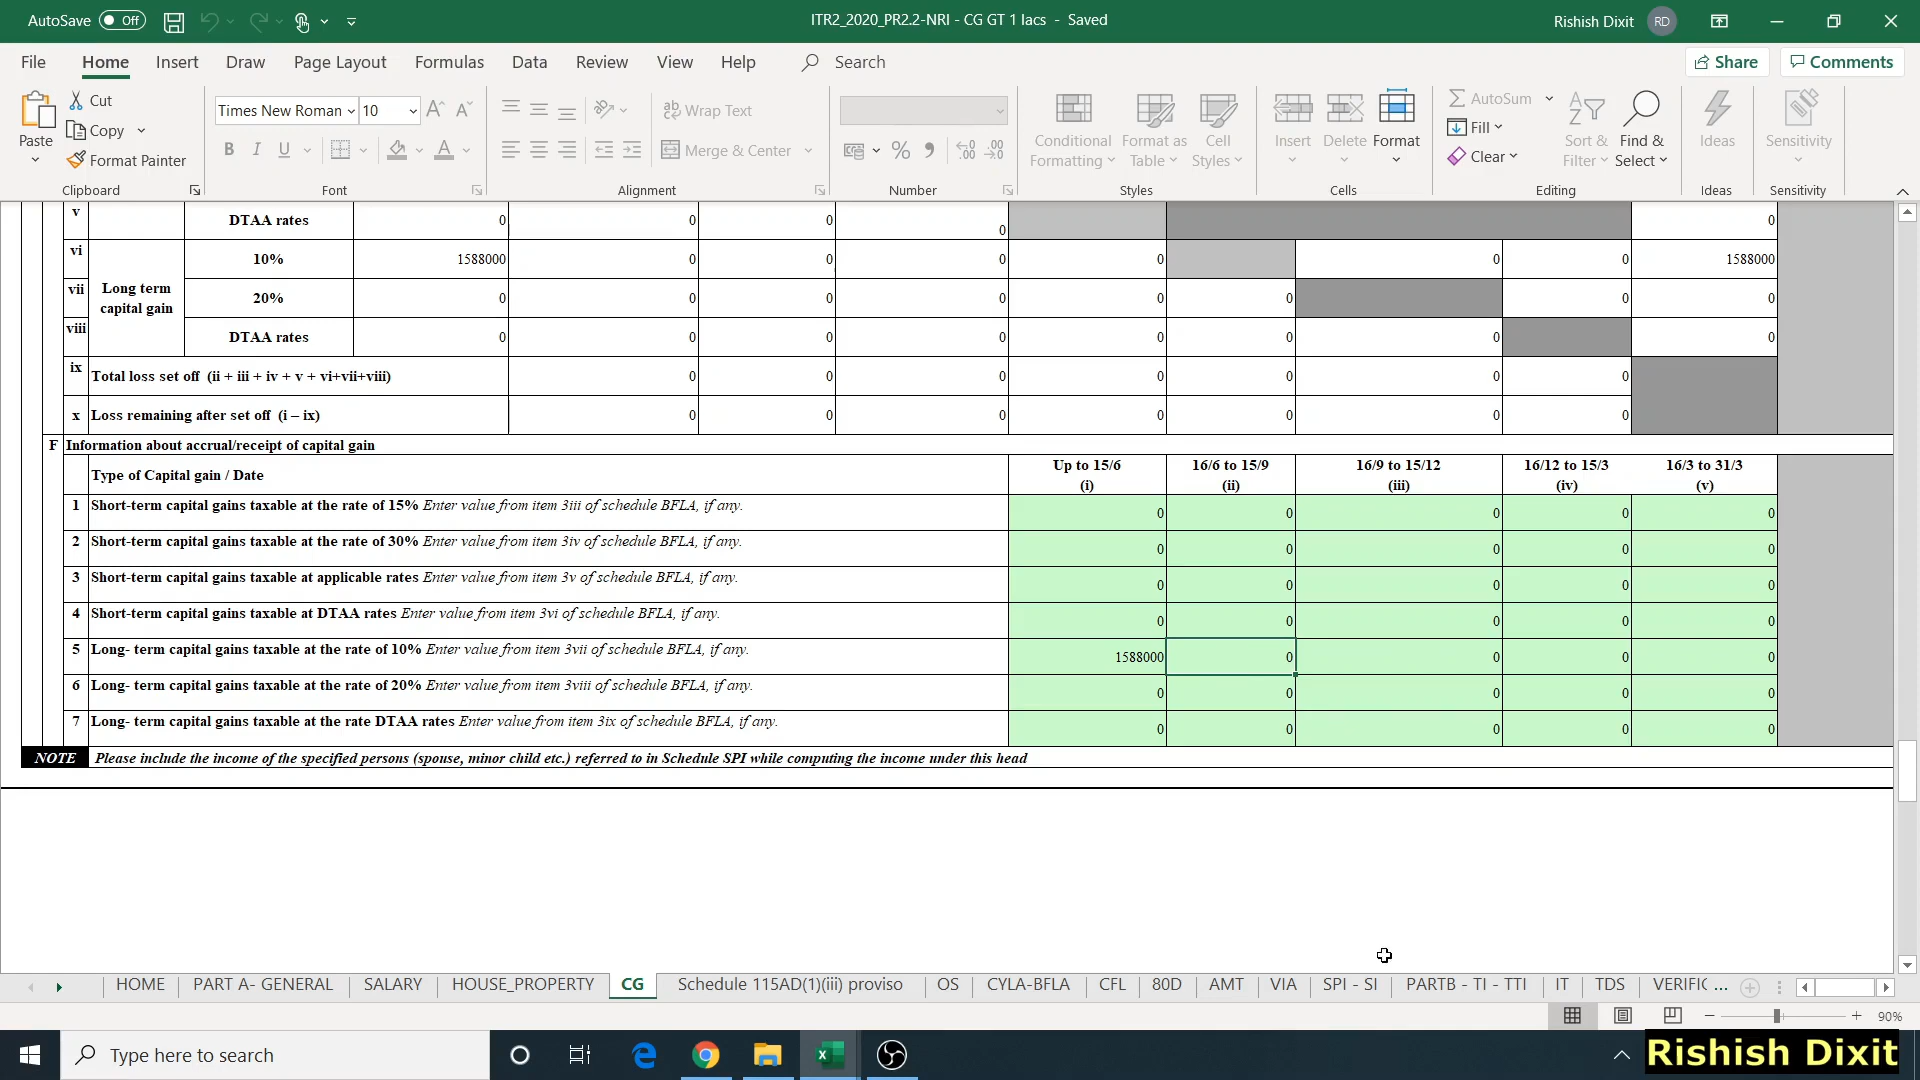 AutoSave Off ITR2_2020_PR2.2-NRI - CG GT 1 lacs - Saved Rishish Dixit RD
File Home Insert Draw Page Layout Formulas Data Review View Help Search Share Comments
Paste Cut Copy Format Painter
Times New Roman 10
B I U
Wrap Text
Merge & Center
Conditional Formatting Format as Table Cell Styles
Insert Delete Format
AutoSum Fill Clear Sort & Filter Find & Select
Ideas Sensitivity
Clipboard Font Alignment Number Styles Cells Editing Ideas Sensitivity
v DTAA rates 0 0 0 0 0
vi 10% 1588000 0 0 0 0 0 0 1588000
Long term capital gain
vii 20% 0 0 0 0 0 0 0 0
viii DTAA rates 0 0 0 0 0 0 0 0
ix Total loss set off (ii + iii + iv + v + vi+vii+viii) 0 0 0 0 0 0 0
x Loss remaining after set off (i – ix) 0 0 0 0 0 0 0
F Information about accrual/receipt of capital gain
Type of Capital gain / Date Up to 15/6 (i) 16/6 to 15/9 (ii) 16/9 to 15/12 (iii) 16/12 to 15/3 (iv) 16/3 to 31/3 (v)
1 Short-term capital gains taxable at the rate of 15% Enter value from item 3iii of schedule BFLA, if any. 0 0 0 0 0
2 Short-term capital gains taxable at the rate of 30% Enter value from item 3iv of schedule BFLA, if any. 0 0 0 0 0
3 Short-term capital gains taxable at applicable rates Enter value from item 3v of schedule BFLA, if any. 0 0 0 0 0
4 Short-term capital gains taxable at DTAA rates Enter value from item 3vi of schedule BFLA, if any. 0 0 0 0 0
5 Long- term capital gains taxable at the rate of 10% Enter value from item 3vii of schedule BFLA, if any. 1588000 0 0 0 0
6 Long- term capital gains taxable at the rate of 20% Enter value from item 3viii of schedule BFLA, if any. 0 0 0 0 0
7 Long- term capital gains taxable at the rate DTAA rates Enter value from item 3ix of schedule BFLA, if any. 0 0 0 0 0
NOTE Please include the income of the specified persons (spouse, minor child etc.) referred to in Schedule SPI while computing the income under this head
HOME PART A- GENERAL SALARY HOUSE_PROPERTY CG Schedule 115AD(1)(iii) proviso OS CYLA-BFLA CFL 80D AMT VIA SPI - SI PARTB - TI - TTI IT TDS VERIFIC ...
90%
Type here to search
Rishish Dixit